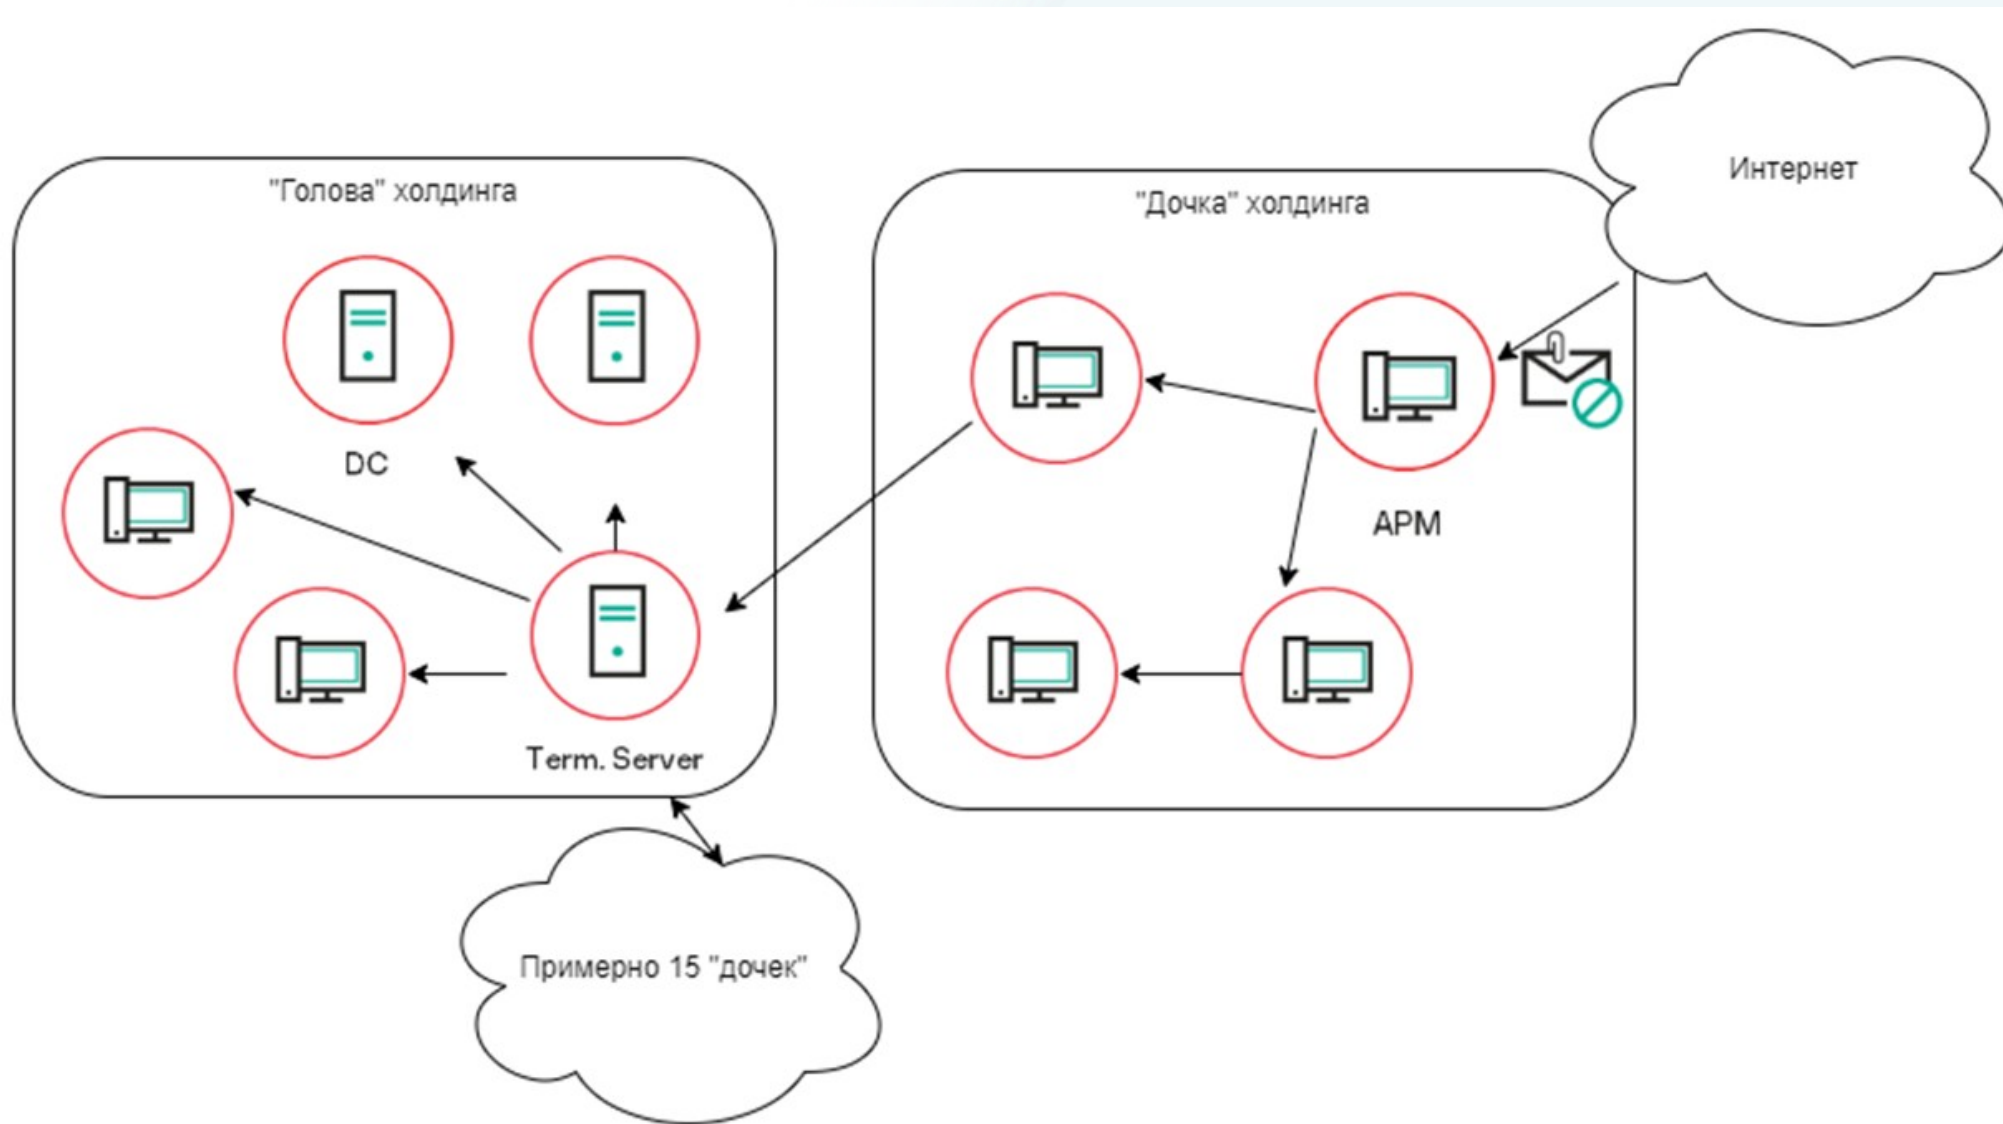 "Голова" холдинга
"Дочка" холдинга
Интернет
DC
АРМ
Term. Server
Примерно 15 "дочек"